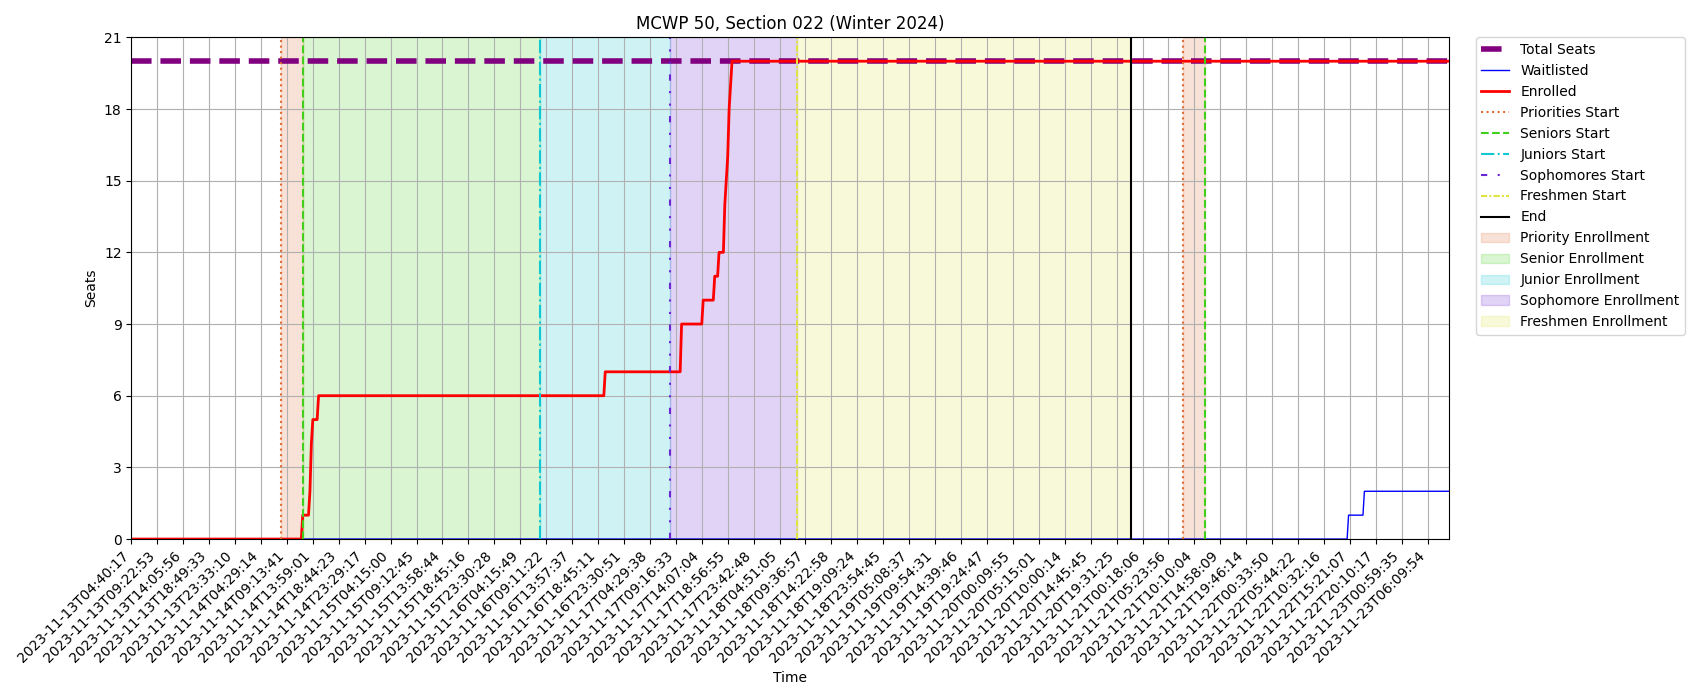 MCWP 50, Section 022 (Winter 2024)
Seats
21
18
15
12
9
6
3
0
2023-11-13T04:40:17
2023-11-13T09:22:53
2023-11-13T14:05:56
2023-11-13T18:49:33
2023-11-13T23:33:10
2023-11-14T04:29:14
2023-11-14T09:13:41
2023-11-14T13:59:01
2023-11-14T18:44:23
2023-11-14T23:29:17
2023-11-15T04:15:00
2023-11-15T09:12:45
2023-11-15T13:58:44
2023-11-15T18:45:16
2023-11-15T23:30:28
2023-11-16T04:15:49
2023-11-16T09:11:22
2023-11-16T13:57:37
2023-11-16T18:45:11
2023-11-16T23:30:51
2023-11-17T04:29:38
2023-11-17T09:16:33
2023-11-17T14:07:04
2023-11-17T18:56:55
2023-11-17T23:42:48
2023-11-18T04:51:05
2023-11-18T09:36:57
2023-11-18T14:22:58
2023-11-18T19:09:24
2023-11-18T23:54:45
2023-11-19T05:08:37
2023-11-19T09:54:31
2023-11-19T14:39:46
2023-11-19T19:24:47
2023-11-20T00:09:55
2023-11-20T05:15:01
2023-11-20T10:00:14
2023-11-20T14:45:45
2023-11-20T19:31:25
2023-11-21T00:18:06
2023-11-21T05:23:56
2023-11-21T10:10:04
2023-11-21T14:58:09
2023-11-21T19:46:14
2023-11-22T00:33:50
2023-11-22T05:44:22
2023-11-22T10:32:16
2023-11-22T15:21:07
2023-11-22T20:10:17
2023-11-23T00:59:35
2023-11-23T06:09:54
Time
Total Seats
Waitlisted
Enrolled
Priorities Start
Seniors Start
Juniors Start
Sophomores Start
Freshmen Start
End
Priority Enrollment
Senior Enrollment
Junior Enrollment
Sophomore Enrollment
Freshmen Enrollment